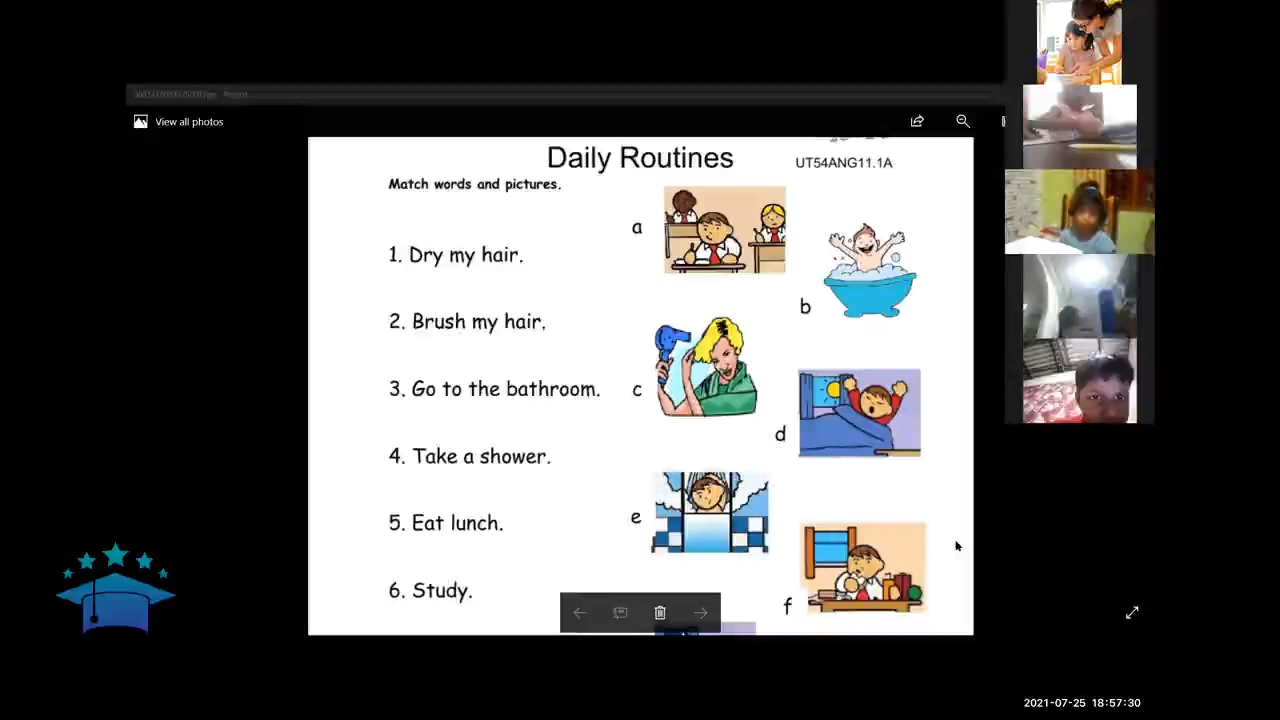 View all photos
Daily Routines
UT54ANG11.1A
Match words and pictures.
a
1. Dry my hair.
b
2. Brush my hair.
3. Go to the bathroom.
c
d
4. Take a shower.
e
5. Eat lunch.
6. Study.
f
2021-07-25 18:57:30